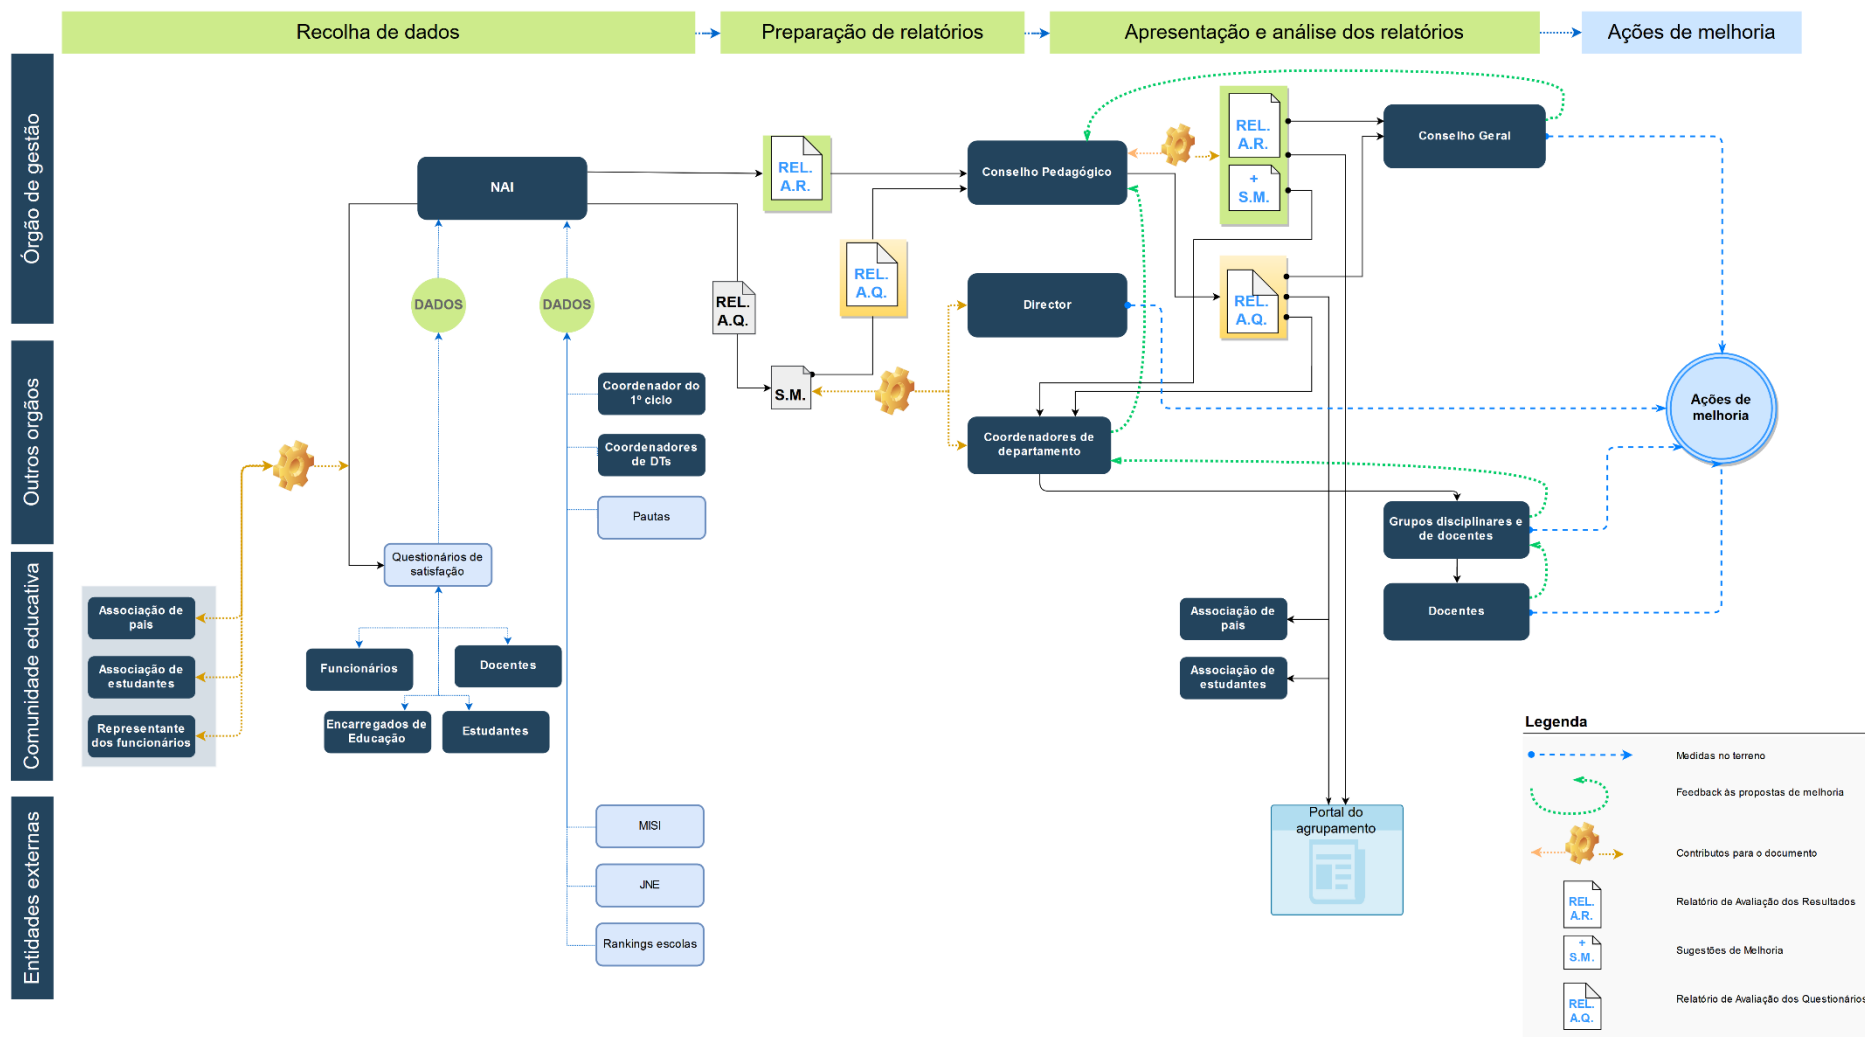 Recolha de dados
Preparação de relatórios
Apresentação e análise dos relatórios
Ações de melhoria
Órgão de gestão
NAI
DADOS
DADOS
REL.
A.R.
REL.
A.Q.
REL.
A.Q.
S.M.
Conselho Pedagógico
Director
REL.
A.R.
+
S.M.
REL.
A.Q.
Conselho Geral
Outros orgãos
Coordenador do
1º ciclo
Coordenadores
de DTs
Pautas
Coordenadores de
departamento
Grupos disciplinares e
de docentes
Ações de
melhoria
Comunidade educativa
Questionários de
satisfação
Associação de
pais
Associação de
estudantes
Representante
dos funcionários
Funcionários
Docentes
Encarregados de
Educação
Estudantes
Associação de
pais
Associação de
estudantes
Docentes
Entidades externas
MISI
JNE
Rankings escolas
Portal do
agrupamento
Legenda
Medidas no terreno
Feedback às propostas de melhoria
Contributos para o documento
REL.
A.R.
Relatório de Avaliação dos Resultados
+
S.M.
Sugestões de Melhoria
REL.
A.Q.
Relatório de Avaliação dos Questionários